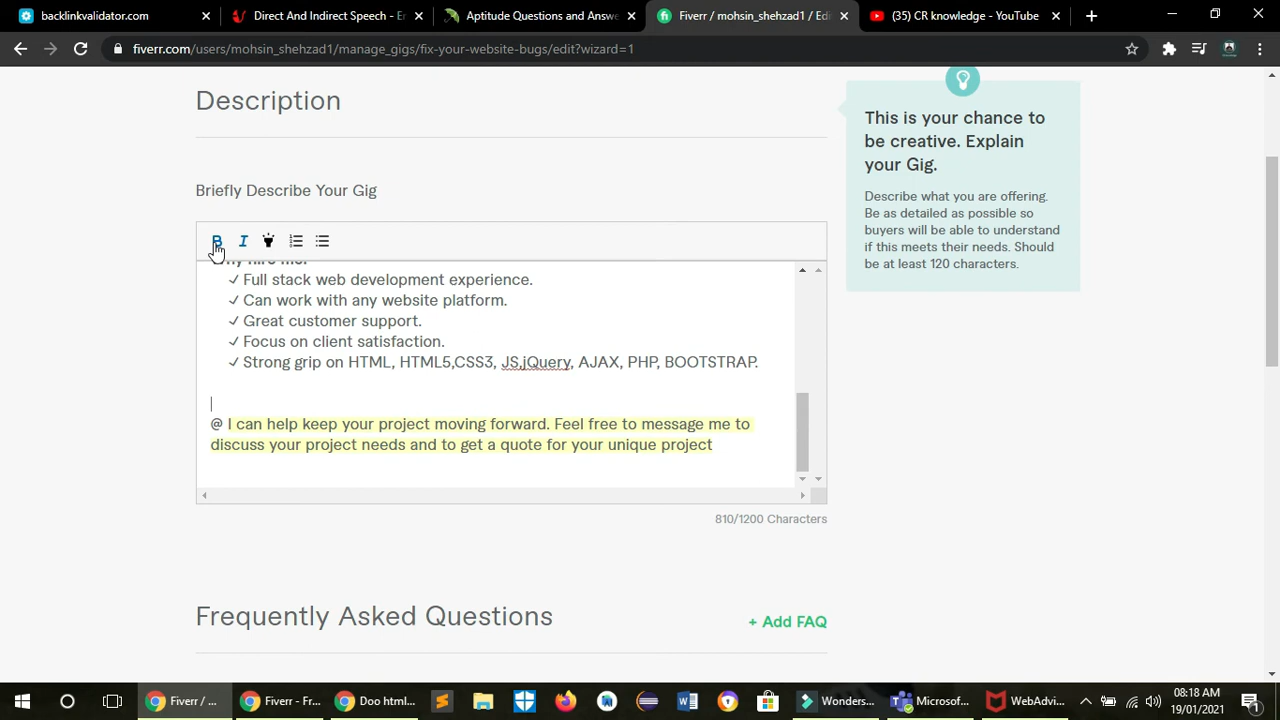 backlinkvalidator.com
Direct And Indirect Speech - En
Aptitude Questions and Answe
Fiverr / mohsin_shehzad1 / Edi
(35) CR knowledge - YouTube
fiverr.com/users/mohsin_shehzad1/manage_gigs/fix-your-website-bugs/edit?wizard=1
Description
This is your chance to
be creative. Explain
your Gig.
Describe what you are offering.
Be as detailed as possible so
buyers will be able to understand
if this meets their needs. Should
be at least 120 characters.
Briefly Describe Your Gig
B I
Why hire me?
✓ Full stack web development experience.
✓ Can work with any website platform.
✓ Great customer support.
✓ Focus on client satisfaction.
✓ Strong grip on HTML, HTML5,CSS3, JS,jQuery, AJAX, PHP, BOOTSTRAP.
@ I can help keep your project moving forward. Feel free to message me to
discuss your project needs and to get a quote for your unique project
810/1200 Characters
Frequently Asked Questions
+ Add FAQ
Fiverr / ...
Fiverr - Fr...
Doo html...
Wonders...
Microsof...
WebAdvi...
08:18 AM
19/01/2021